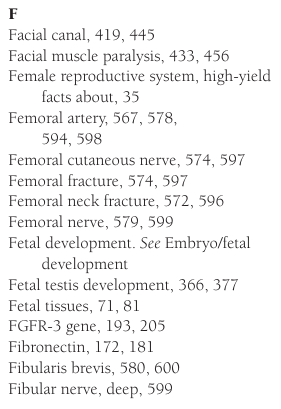 F
Facial canal, 419, 445
Facial muscle paralysis, 433, 456
Female reproductive system, high-yield
facts about, 35
Femoral artery, 567, 578,
594, 598
Femoral cutaneous nerve, 574, 597
Femoral fracture, 574, 597
Femoral neck fracture, 572, 596
Femoral nerve, 579, 599
Fetal development. See Embryo/fetal
development
Fetal testis development, 366, 377
Fetal tissues, 71, 81
FGFR-3 gene, 193, 205
Fibronectin, 172, 181
Fibularis brevis, 580, 600
Fibular nerve, deep, 599